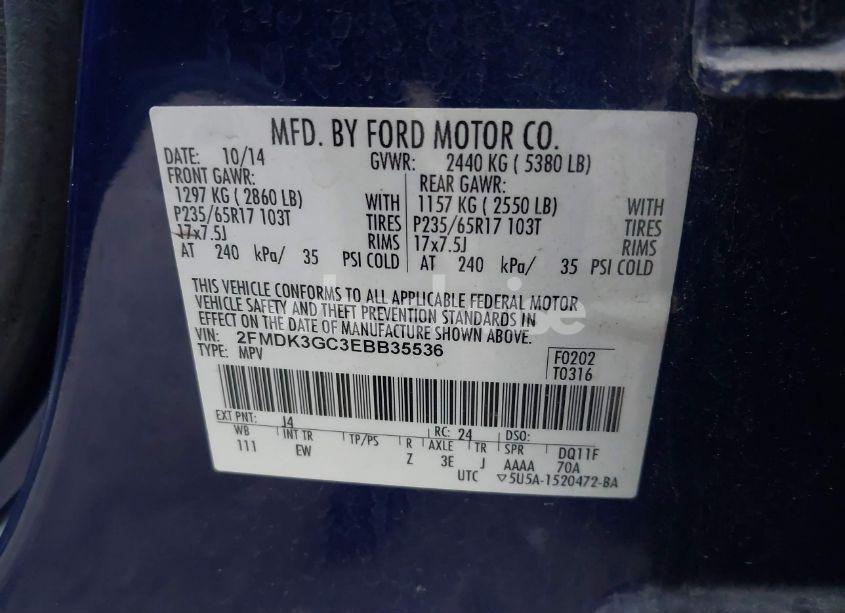 MFD. BY FORD MOTOR CO.
DATE: 10/14 GVWR: 2440 KG ( 5380 LB)
FRONT GAWR: REAR GAWR:
1297 KG ( 2860 LB) WITH 1157 KG ( 2550 LB) WITH
P235/65R17 103T TIRES P235/65R17 103T TIRES
17x7.5J RIMS 17x7.5J RIMS
AT 240 kPa/ 35 PSI COLD AT 240 kPa/ 35 PSI COLD
THIS VEHICLE CONFORMS TO ALL APPLICABLE FEDERAL MOTOR
VEHICLE SAFETY AND THEFT PREVENTION STANDARDS IN
EFFECT ON THE DATE OF MANUFACTURE SHOWN ABOVE.
VIN: 2FMDK3GC3EBB35536 F0202
TYPE: MPV T0316
EXT PNT: J4 RC: 24 DSO:
WB INT TR TP/PS R AXLE TR SPR DQ11F
111 EW Z 3E J AAAA 70A
UTC ▽5U5A-1520472-BA